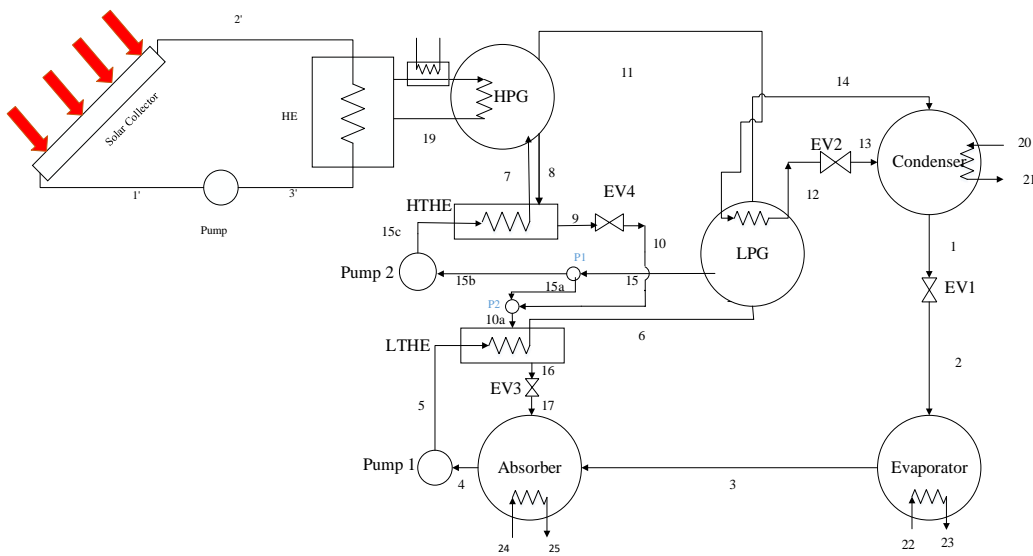 2'
11
14
HPG
HE
Solar Collector
19
EV2
13
20
Condenser
21
12
7
8
HTHE
9
EV4
1'
3'
Pump
15c
10
LPG
1
P1
Pump 2
15b
15
15a
EV1
P2
10a
6
LTHE
16
2
EV3
5
17
Pump 1
Absorber
Evaporator
4
3
24
25
22
23